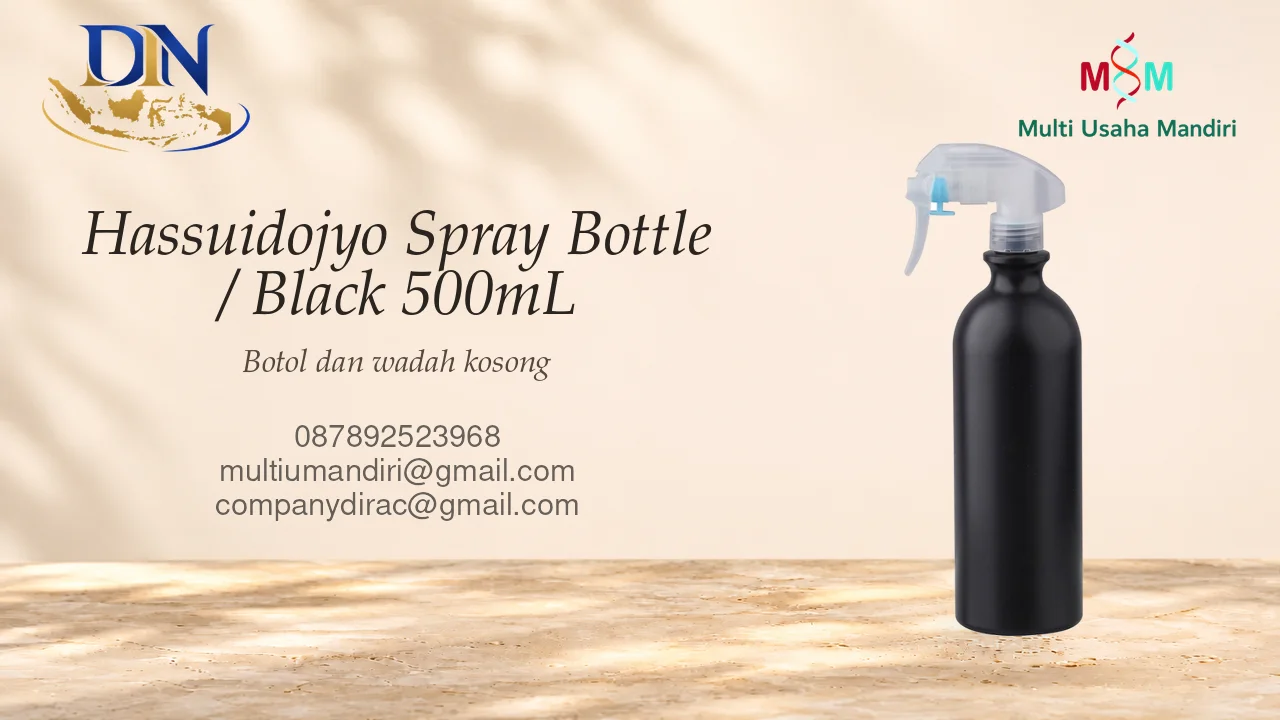 DIN
MSM
Multi Usaha Mandiri
Hassuidojyo Spray Bottle
/ Black 500mL
Botol dan wadah kosong
087892523968
multiumandiri@gmail.com
companydirac@gmail.com